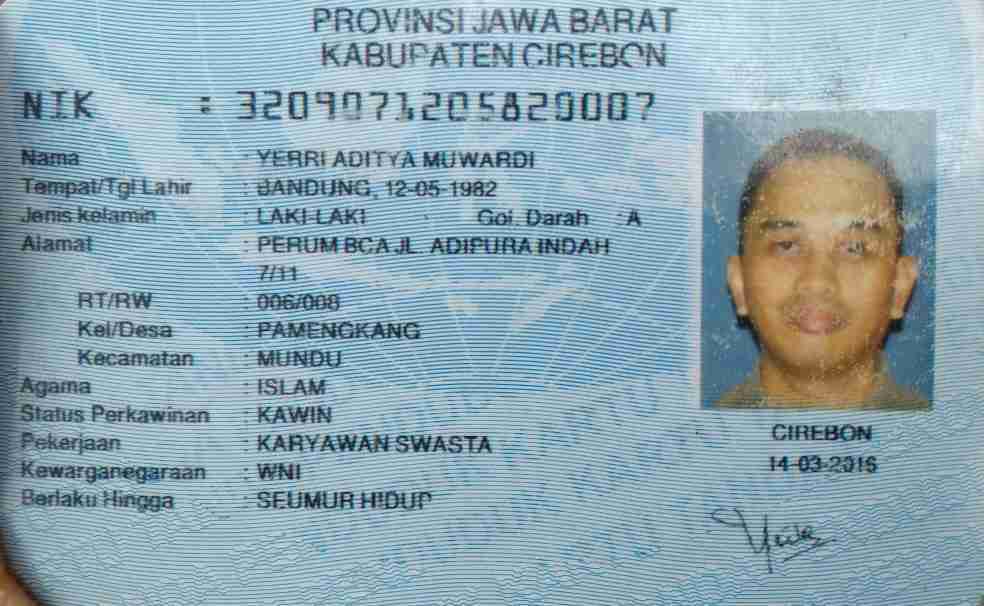 PROVINSI JAWA BARAT
KABUPATEN CIREBON
NIK : 3209071205820007
Nama : YERRI ADITYA MUWARDI
Tempat/Tgl Lahir : BANDUNG, 12-05-1982
Jenis kelamin : LAKI-LAKI Gol. Darah : A
Alamat : PERUM BCA JL. ADIPURA INDAH
7/11
RT/RW : 006/008
Kel/Desa : PAMENGKANG
Kecamatan : MUNDU
Agama : ISLAM
Status Perkawinan : KAWIN
Pekerjaan : KARYAWAN SWASTA
Kewarganegaraan : WNI
Berlaku Hingga : SEUMUR HIDUP
CIREBON
14-03-2016